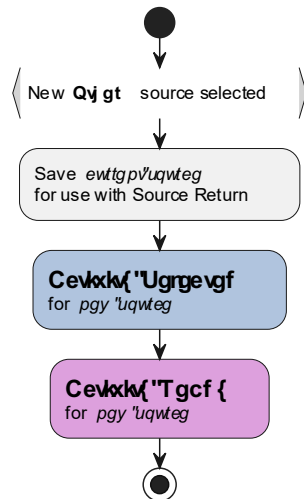 New Qvjgt source selected
Save ewttgpv"uqwteg
for use with Source Return
Cevkxkv{"Ugngevgf
for pgy"uqwteg
Cevkxkv{"Tgcf{
for pgy"uqwteg